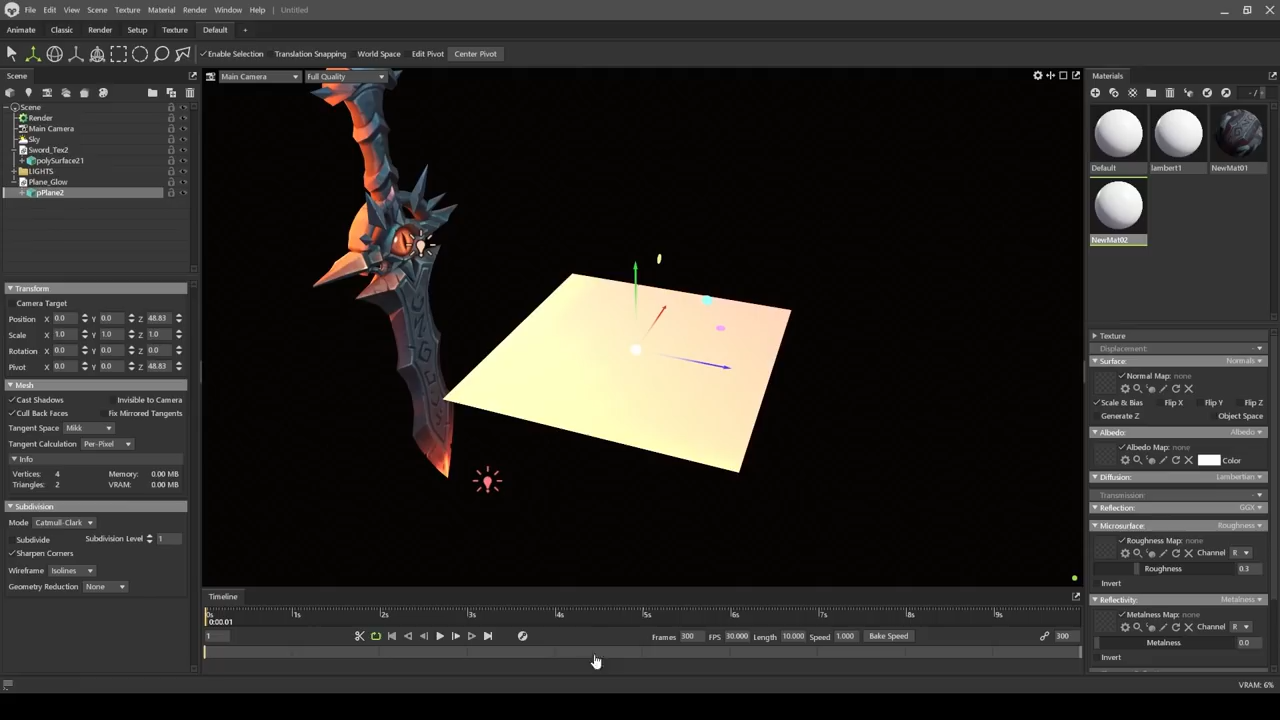 File Edit View Scene Texture Material Render Window Help Untitled
Animate Classic Render Setup Texture Default +
Enable Selection Translation Snapping World Space Edit Pivot Center Pivot
Scene
Scene
Render
Main Camera
Sky
Sword_Tex2
polySurface21
LIGHTS
Plane_Glow
pPlane2
Transform
Camera Target
Position X 0.0 Y 0.0 Z 48.83
Scale X 1.0 Y 1.0 Z 1.0
Rotation X 0.0 Y 0.0 Z 0.0
Pivot X 0.0 Y 0.0 Z 48.83
Mesh
Cast Shadows Invisible to Camera
Cull Back Faces Fix Mirrored Tangents
Tangent Space Mikk
Tangent Calculation Per-Pixel
Info
Vertices: 4 Memory: 0.00 MB
Triangles: 2 VRAM: 0.00 MB
Subdivision
Mode Catmull-Clark
Subdivide Subdivision Level 1
Sharpen Corners
Wireframe Isolines
Geometry Reduction None
Main Camera Full Quality
Timeline
0s 1s 2s 3s 4s 5s 6s 7s 8s 9s
0:00.01
1 Frames 300 FPS 30.000 Length 10.000 Speed 1.000 Bake Speed 300
Materials
- / -
Default lambert1 NewMat01
NewMat02
Texture
Displacement:
Surface: Normals
Normal Map: none
Scale & Bias Flip X Flip Y Flip Z
Generate Z Object Space
Albedo: Albedo
Albedo Map: none
Color
Diffusion: Lambertian
Transmission:
Reflection: GGX
Microsurface: Roughness
Roughness Map: none
Channel R
Roughness 0.3
Invert
Reflectivity: Metalness
Metalness Map: none
Channel R
Metalness 0.0
Invert
VRAM: 6%